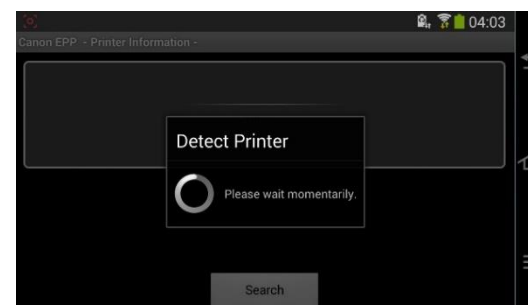 04:03
Canon EPP - Printer Information -
Detect Printer
Please wait momentarily.
Search